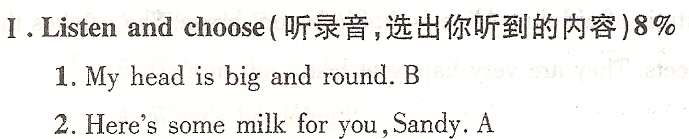 I.Listen and choose(听录音,选出你听到的内容)8%
1. My head is big and round. B
2. Here's some milk for you,Sandy. A